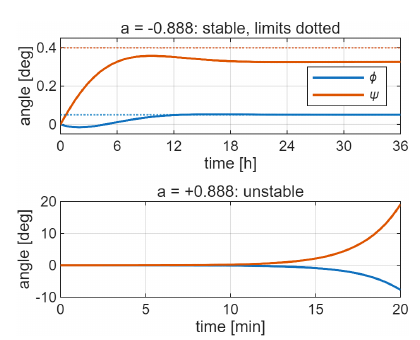 a = -0.888: stable, limits dotted
angle [deg]
0.4
0.2
0
ϕ
ψ
0 6 12 18 24 30 36
time [h]
a = +0.888: unstable
angle [deg]
20
10
0
-10
0 5 10 15 20
time [min]